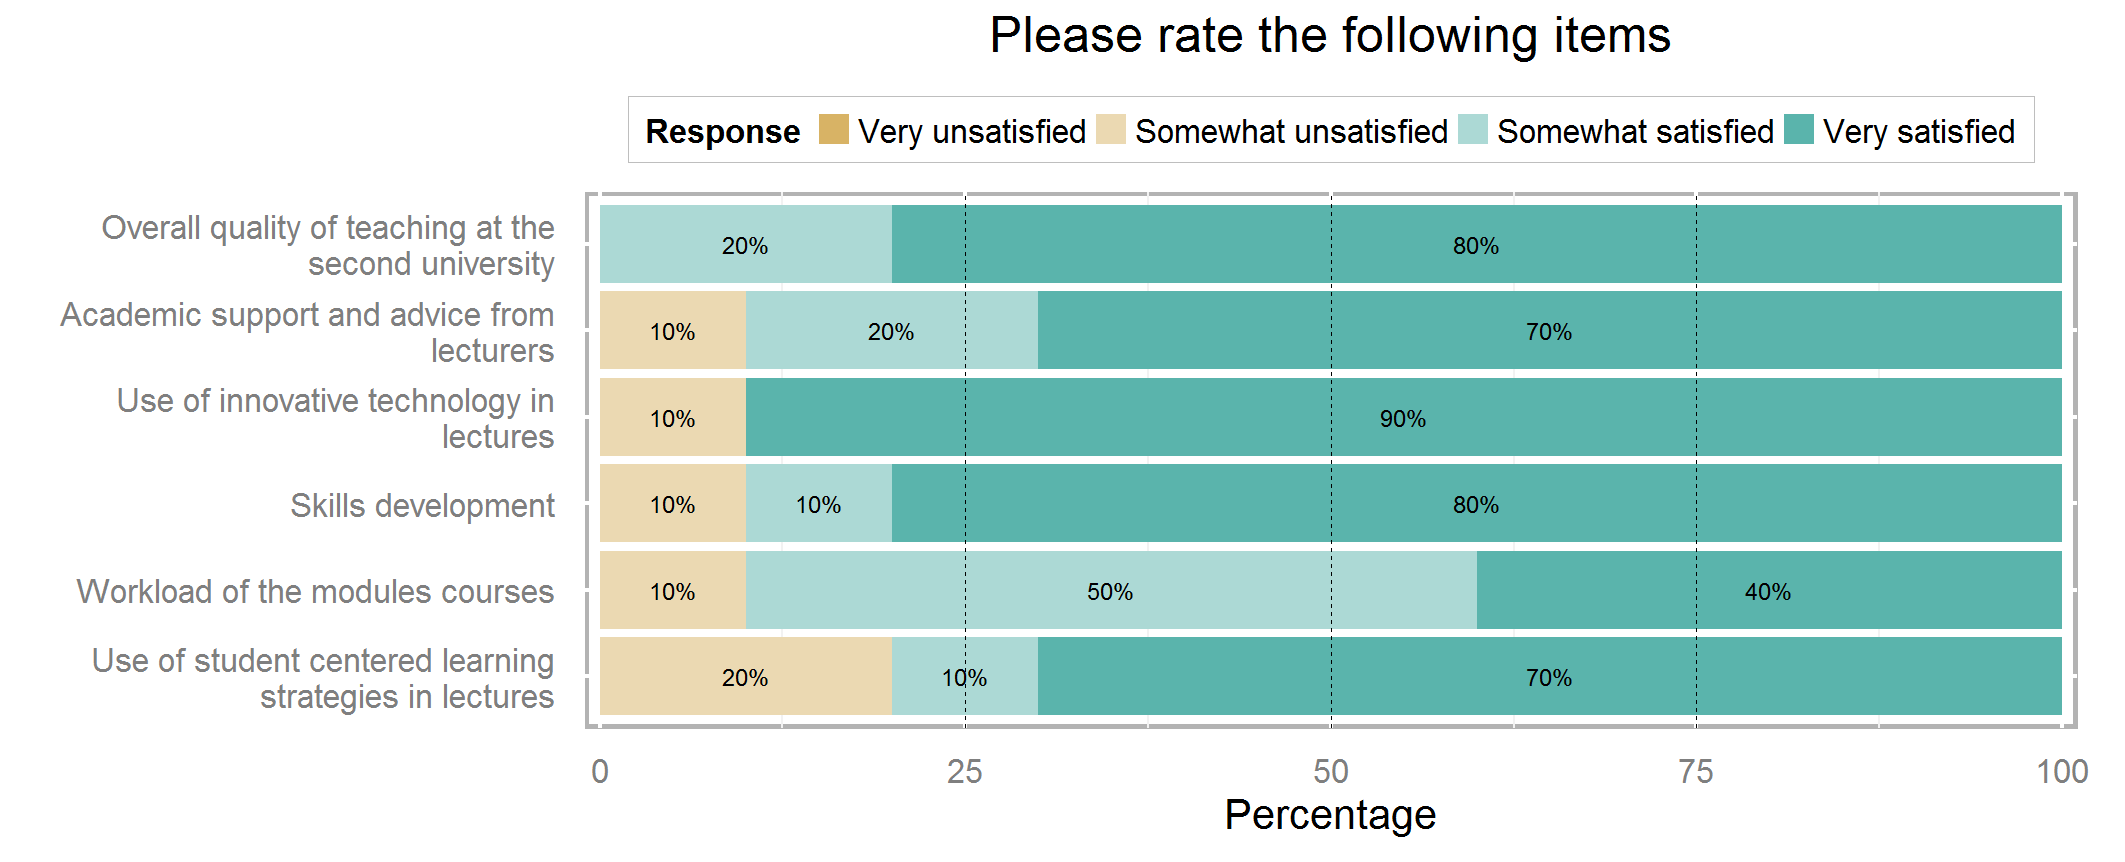 Please rate the following items
Response Very unsatisfied Somewhat unsatisfied Somewhat satisfied Very satisfied
Overall quality of teaching at the
second university
20% 80%
Academic support and advice from
lecturers
10% 20% 70%
Use of innovative technology in
lectures
10% 90%
Skills development
10% 10% 80%
Workload of the modules courses
10% 50% 40%
Use of student centered learning
strategies in lectures
20% 10% 70%
0 25 50 75 100
Percentage